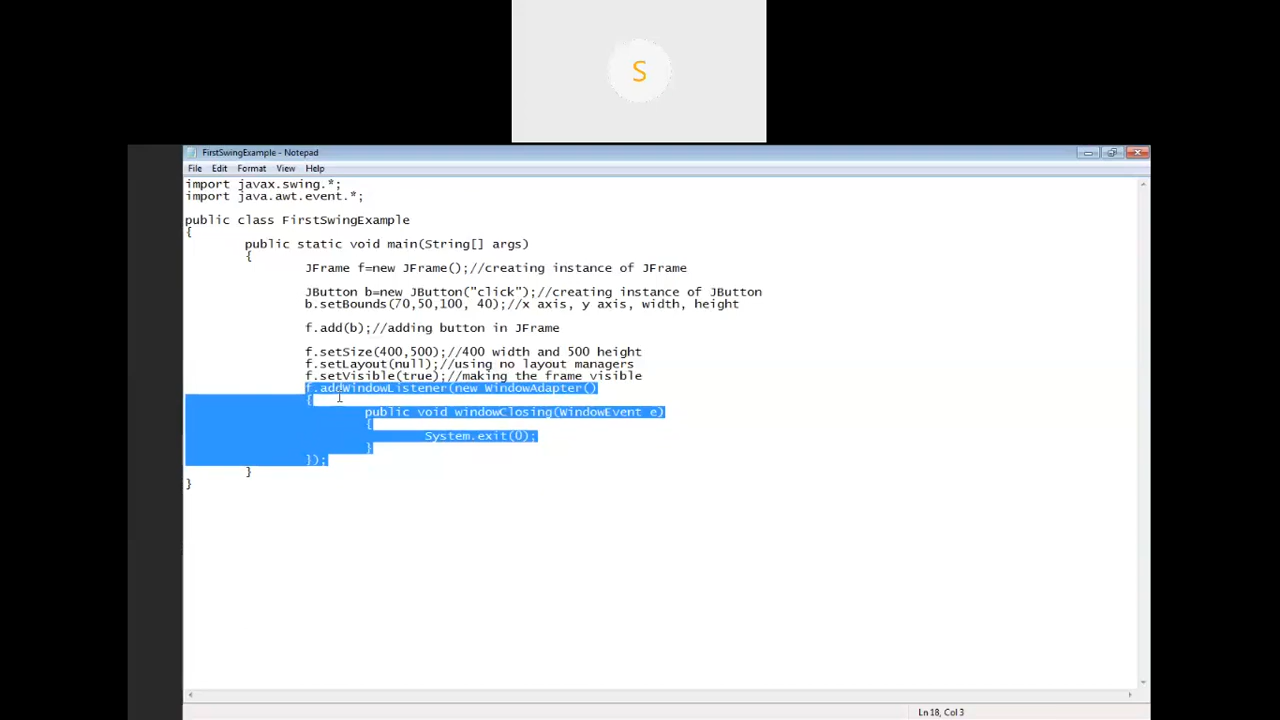 S
FirstSwingExample - Notepad
File Edit Format View Help
import javax.swing.*;
import java.awt.event.*;
public class FirstSwingExample
{
public static void main(String[] args)
{
JFrame f=new JFrame();//creating instance of JFrame
JButton b=new JButton("click");//creating instance of JButton
b.setBounds(70,50,100, 40);//x axis, y axis, width, height
f.add(b);//adding button in JFrame
f.setSize(400,500);//400 width and 500 height
f.setLayout(null);//using no layout managers
f.setVisible(true);//making the frame visible
f.addWindowListener(new WindowAdapter()
{
public void windowClosing(WindowEvent e)
{
System.exit(0);
}
});
}
}
Ln 18, Col 3